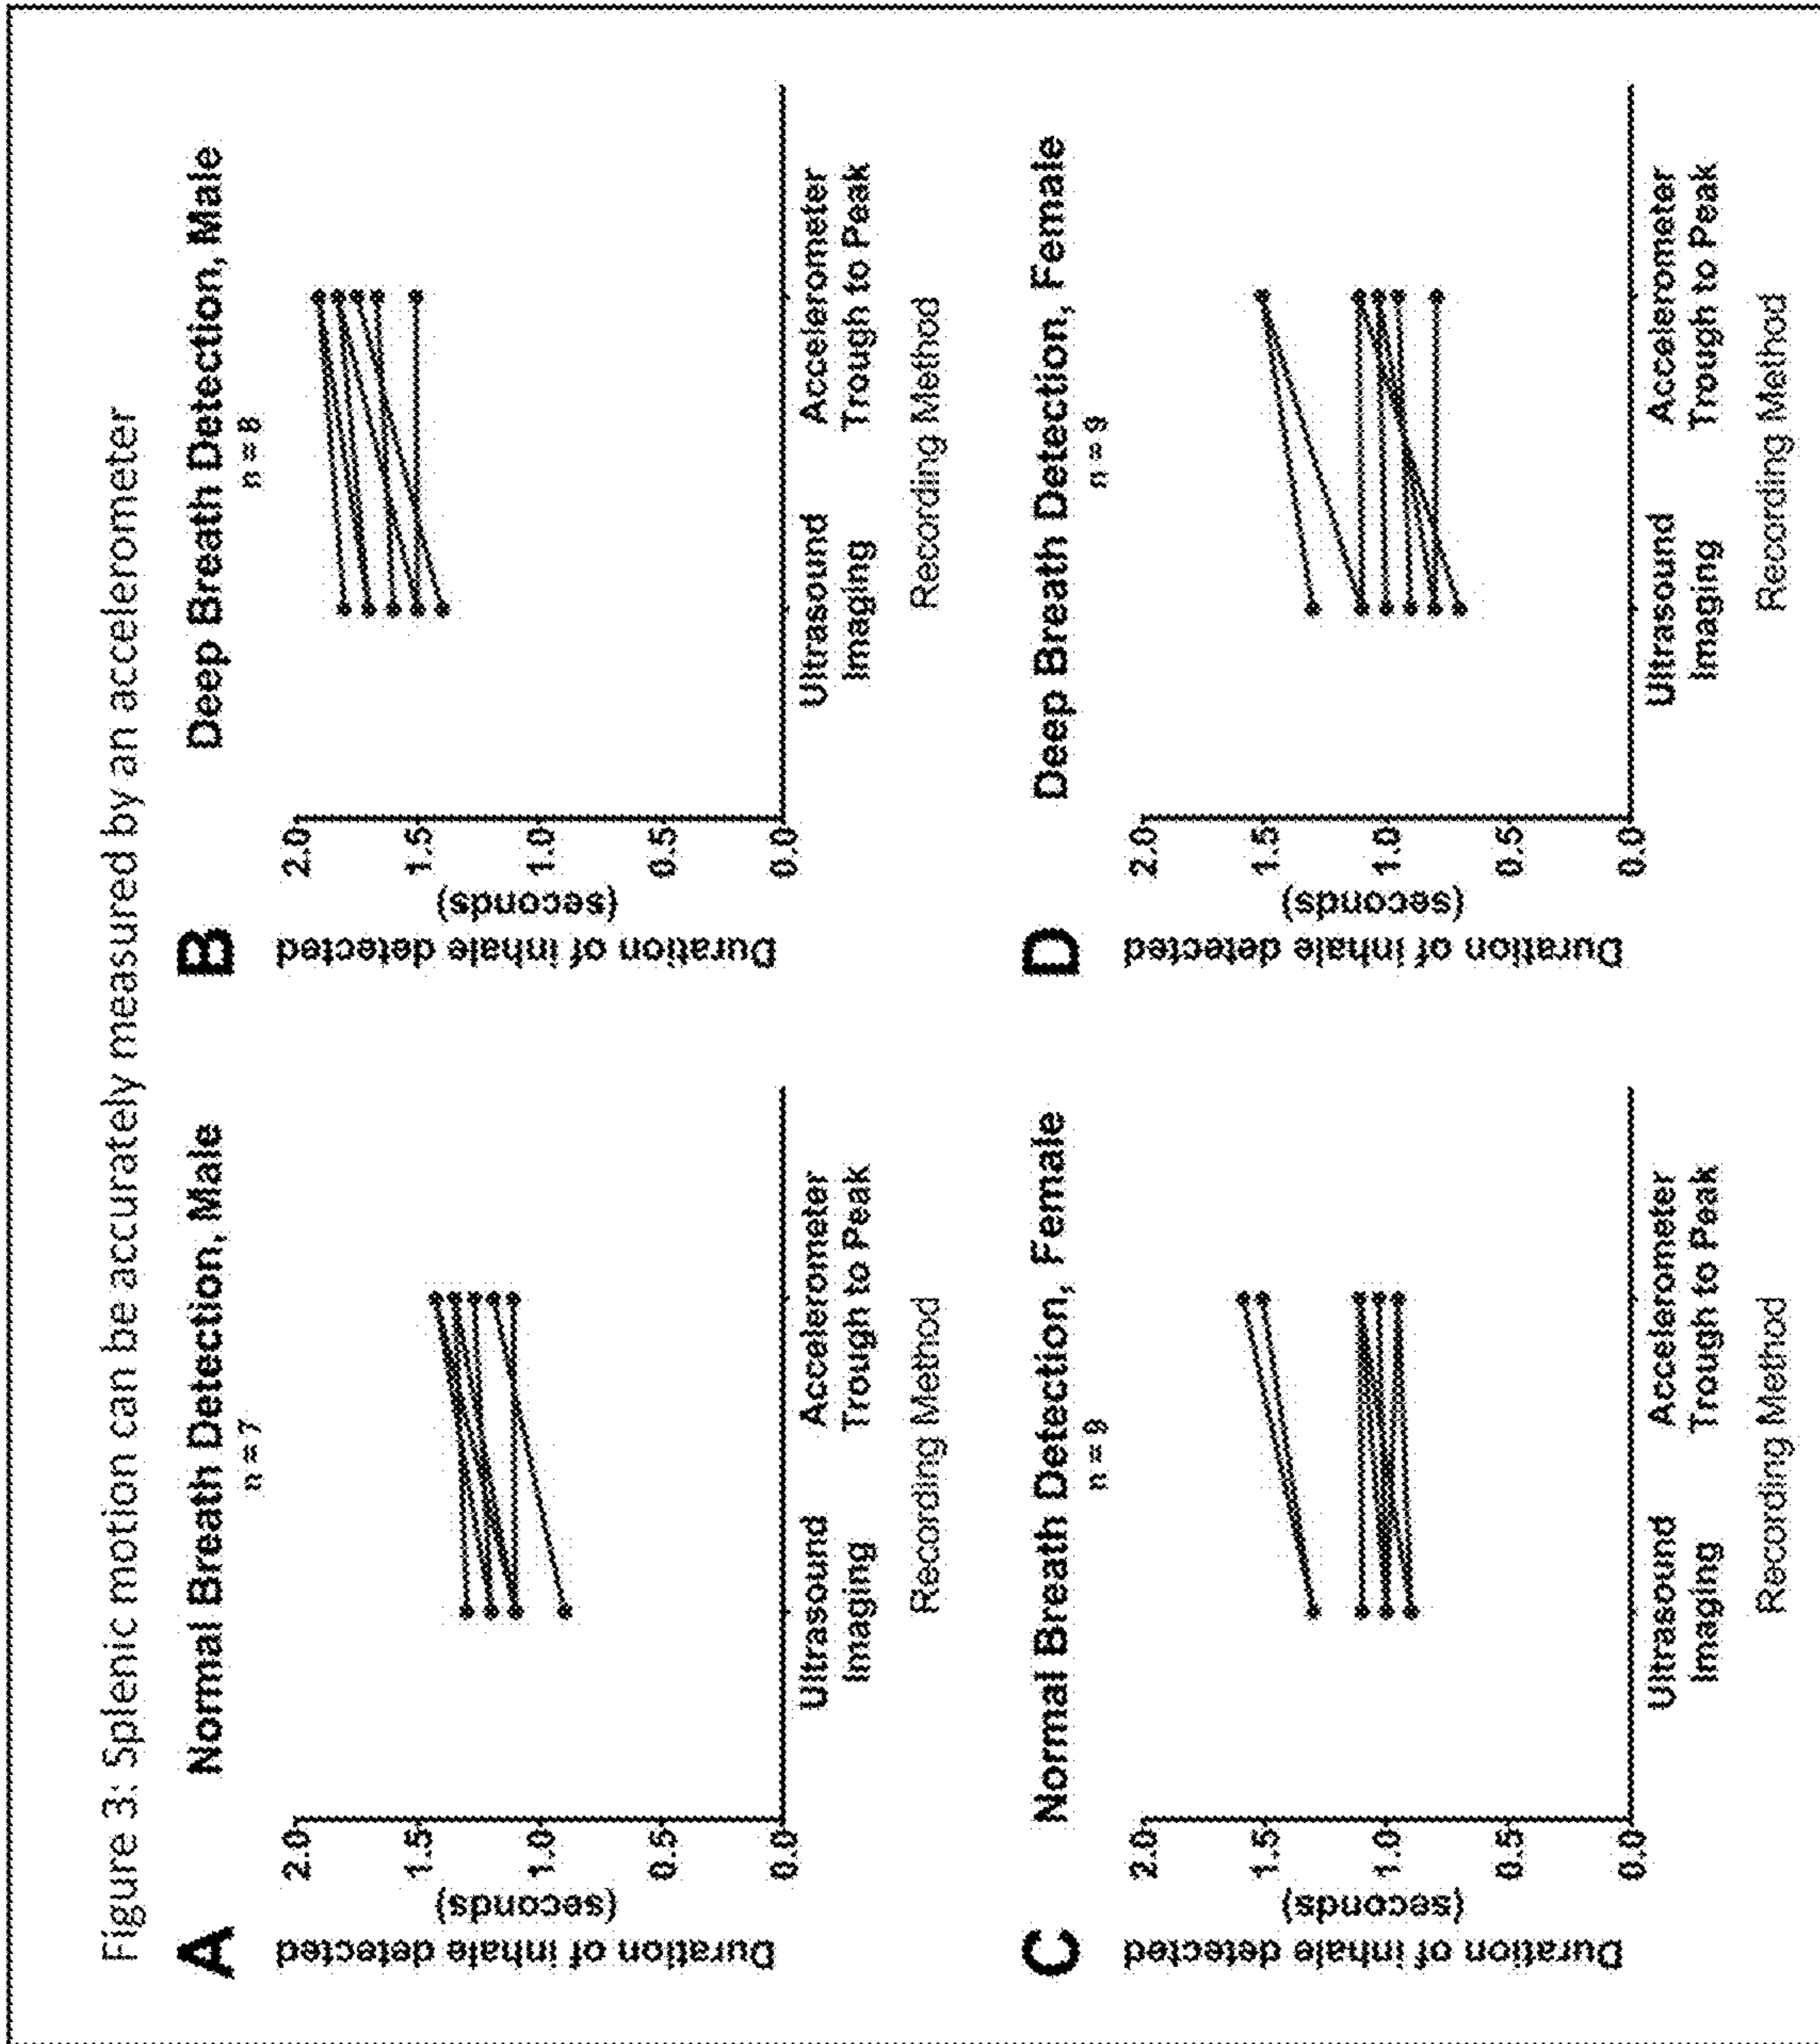 Figure 3: Splenic motion can be accurately measured by an accelerometer
A
Normal Breath Detection, Male
n = 7
Duration of inhale detected
(seconds)
2.0
1.5
1.0
0.5
0.0
Ultrasound
Imaging
Accelerometer
Trough to Peak
Recording Method
B
Deep Breath Detection, Male
n = 8
Duration of inhale detected
(seconds)
2.0
1.5
1.0
0.5
0.0
Ultrasound
Imaging
Accelerometer
Trough to Peak
Recording Method
C
Normal Breath Detection, Female
n = 9
Duration of inhale detected
(seconds)
2.0
1.5
1.0
0.5
0.0
Ultrasound
Imaging
Accelerometer
Trough to Peak
Recording Method
D
Deep Breath Detection, Female
n = 9
Duration of inhale detected
(seconds)
2.0
1.5
1.0
0.5
0.0
Ultrasound
Imaging
Accelerometer
Trough to Peak
Recording Method